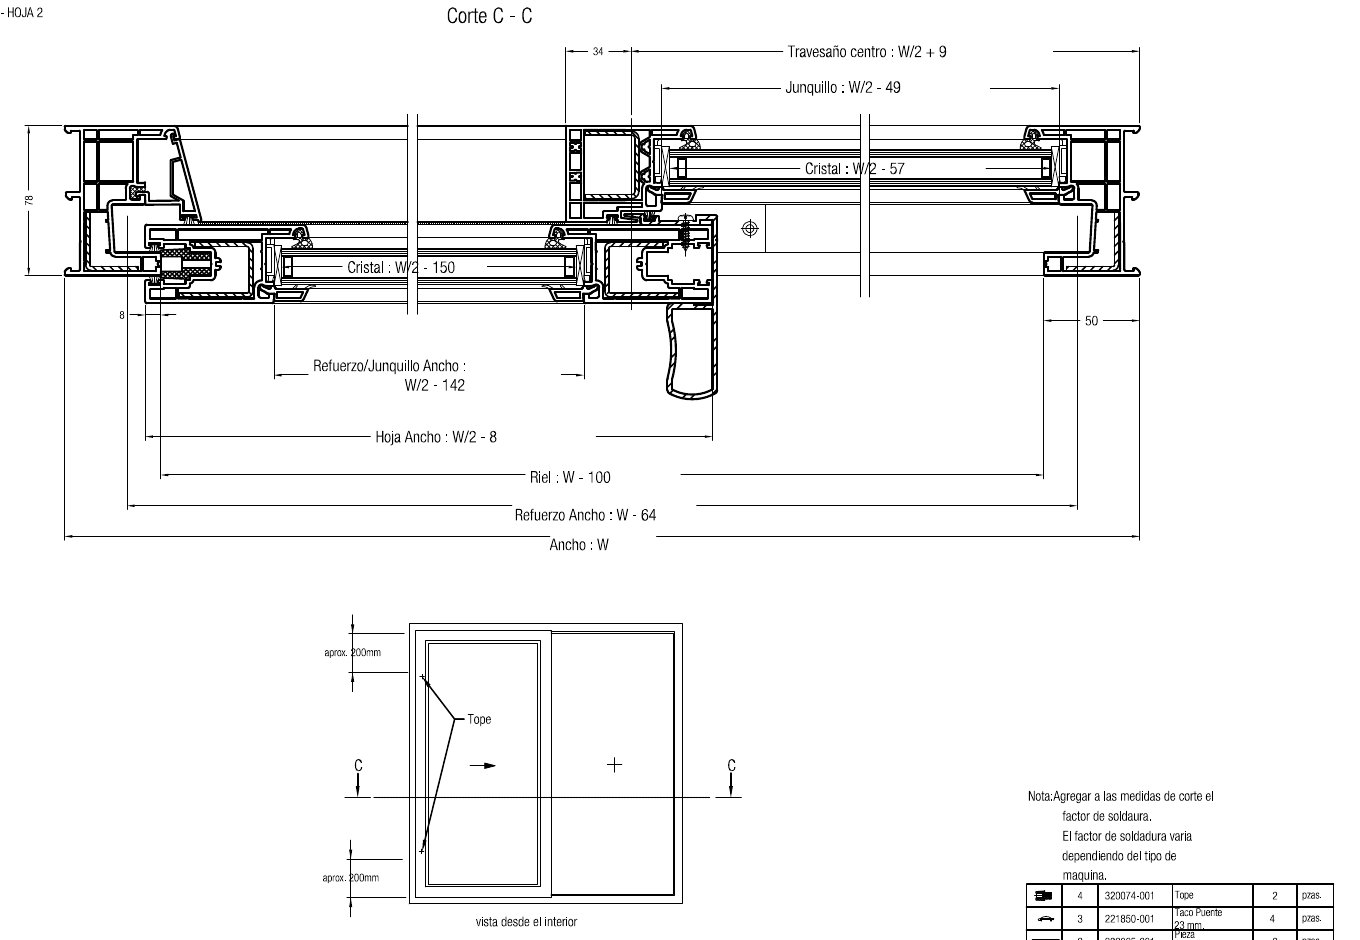 - HOJA 2
Corte C - C
34
Travesaño centro : W/2 + 9
Junquillo : W/2 - 49
Cristal : W/2 - 57
78
Cristal : W/2 - 150
8
50
Refuerzo/Junquillo Ancho :
W/2 - 142
Hoja Ancho : W/2 - 8
Riel : W - 100
Refuerzo Ancho : W - 64
Ancho : W
aprox. 200mm
Tope
C
C
aprox. 200mm
vista desde el interior
Nota:Agregar a las medidas de corte el
factor de soldaura.
El factor de soldadura varia
dependiendo del tipo de
maquina.
4 320074-001 Tope 2 pzas.
3 221850-001 Taco Puente 4 pzas.
23 mm.
Pieza